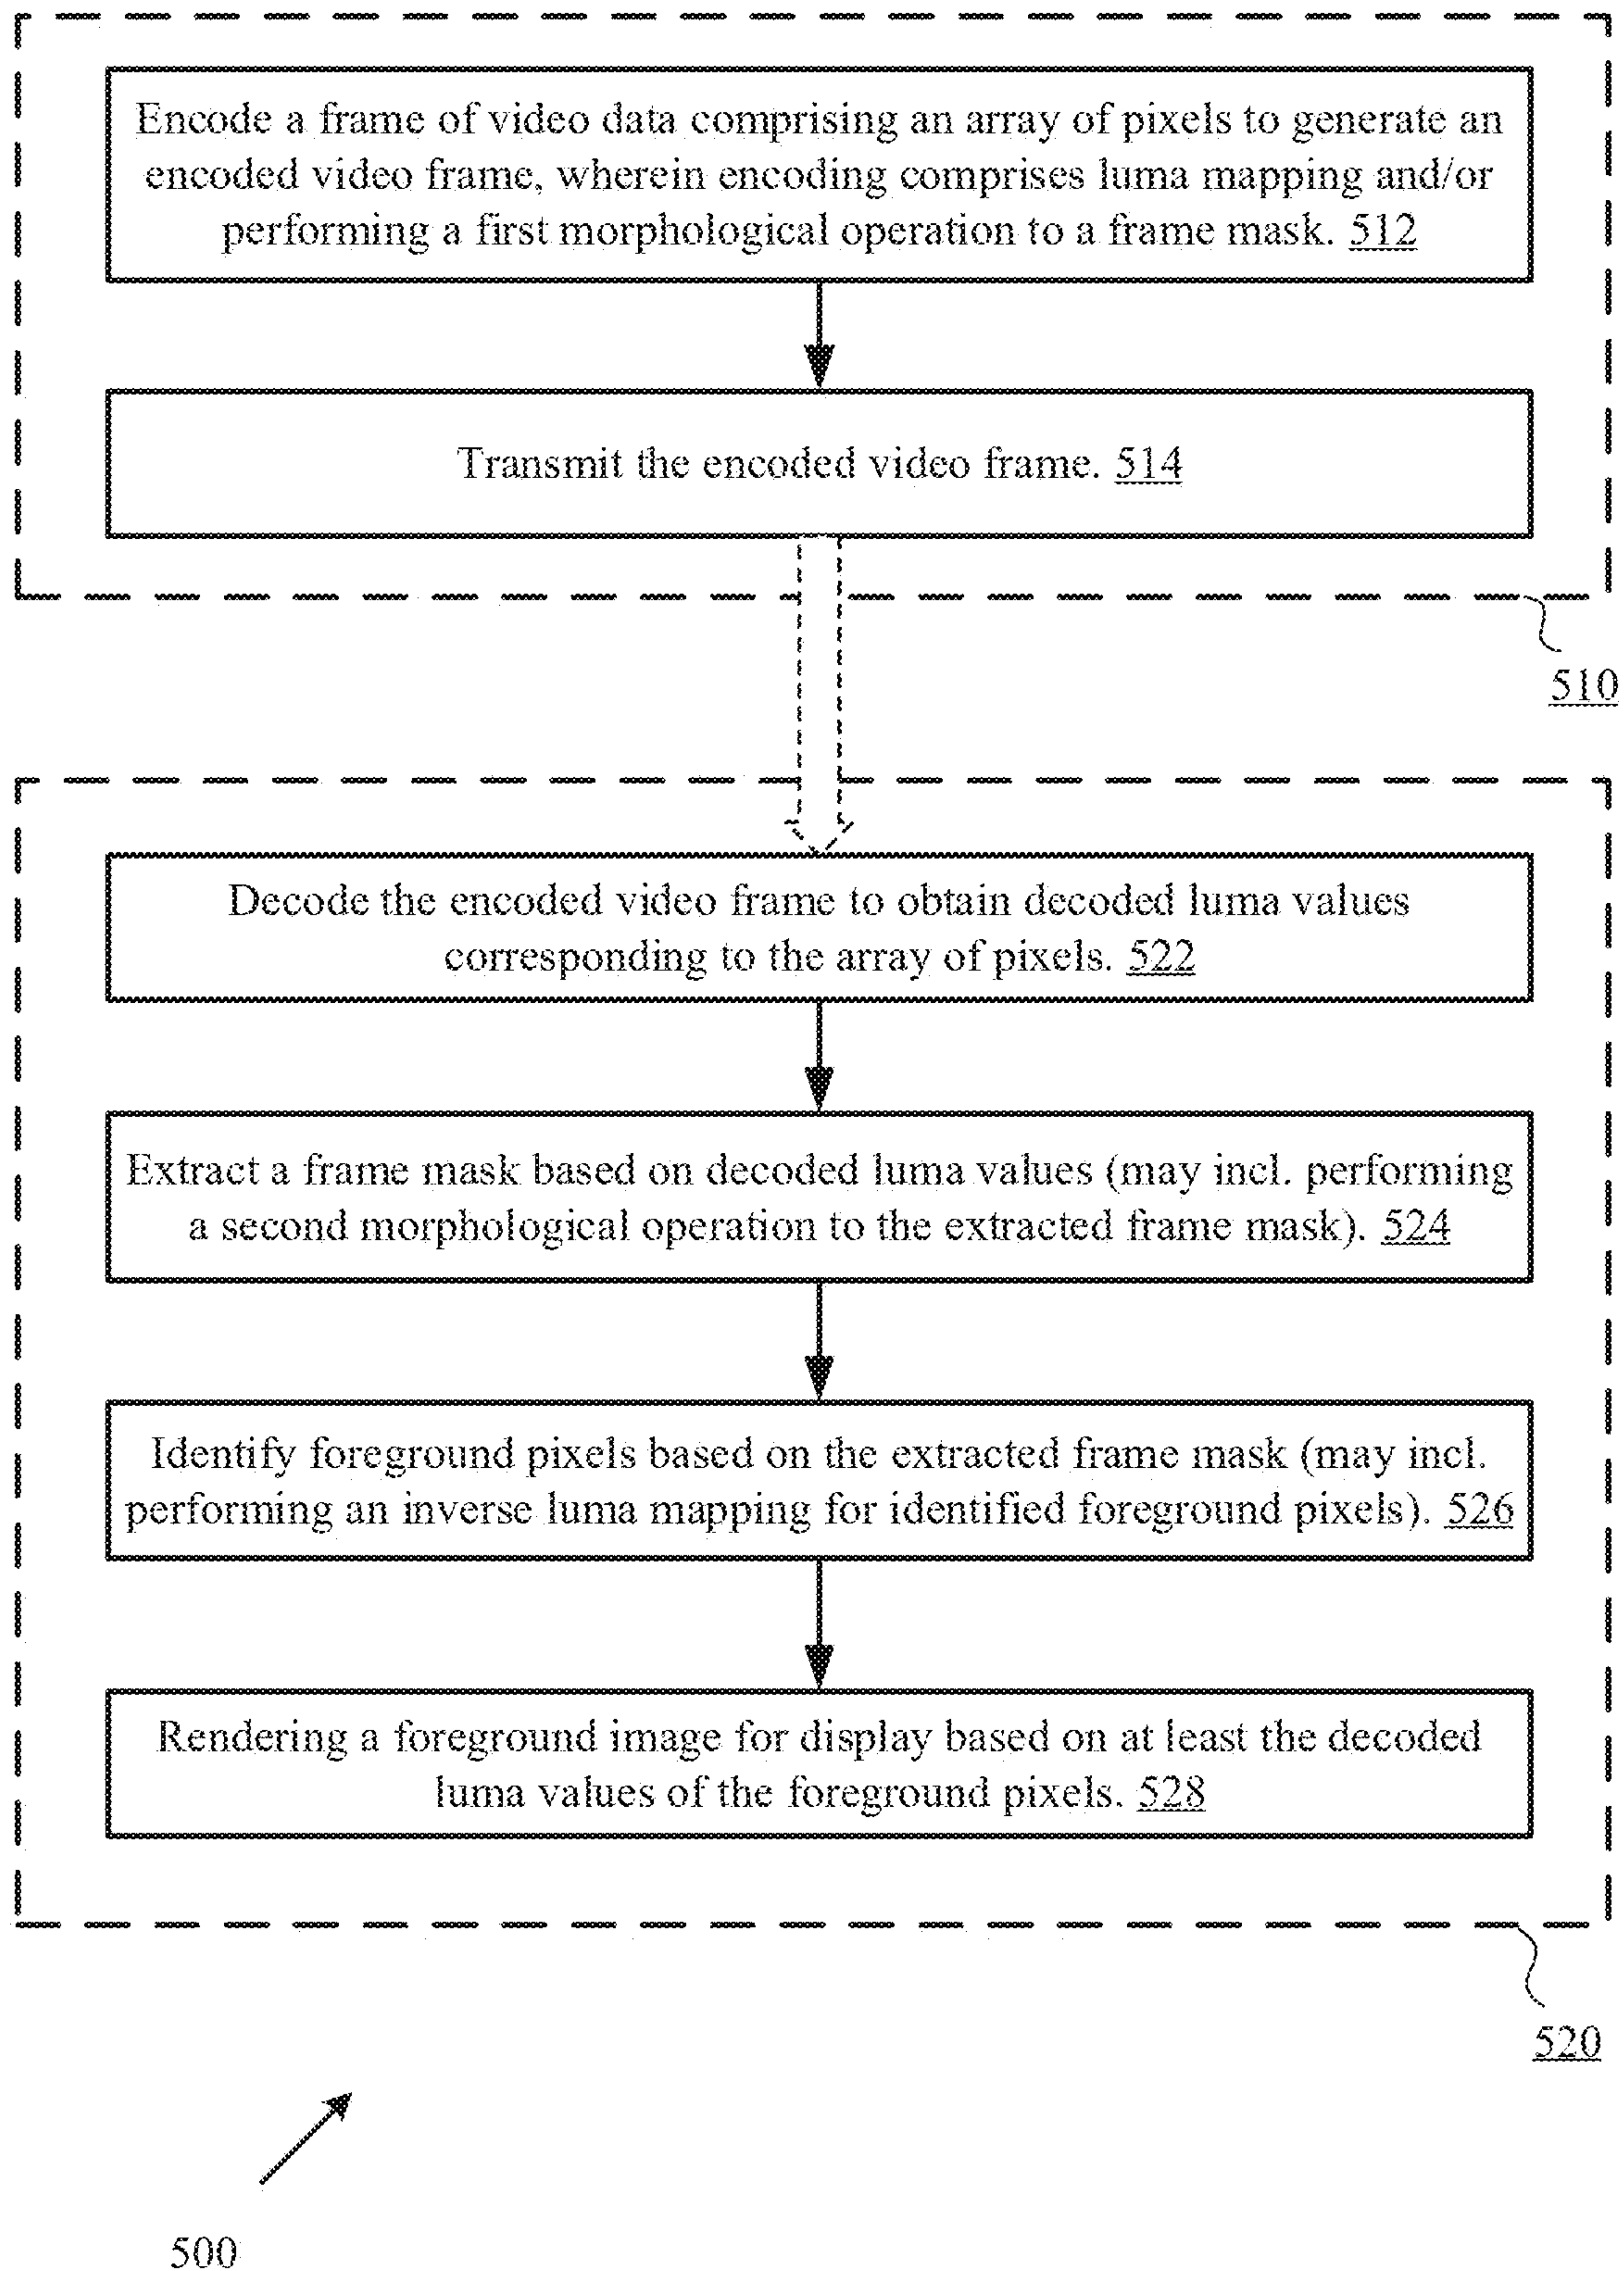 Encode a frame of video data comprising an array of pixels to generate an
encoded video frame, wherein encoding comprises luma mapping and/or
performing a first morphological operation to a frame mask. 512
Transmit the encoded video frame. 514
510
Decode the encoded video frame to obtain decoded luma values
corresponding to the array of pixels. 522
Extract a frame mask based on decoded luma values (may incl. performing
a second morphological operation to the extracted frame mask). 524
Identify foreground pixels based on the extracted frame mask (may incl.
performing an inverse luma mapping for identified foreground pixels). 526
Rendering a foreground image for display based on at least the decoded
luma values of the foreground pixels. 528
520
500